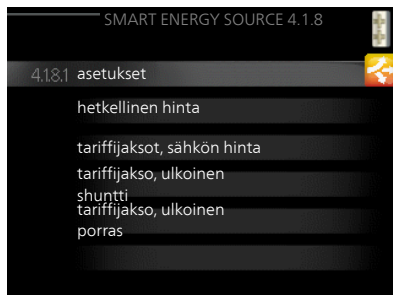 SMART ENERGY SOURCE 4.1.8
4.1.8.1 asetukset
hetkellinen hinta
tariffijaksot, sähkön hinta
tariffijakso, ulkoinen
shuntti
tariffijakso, ulkoinen
porras